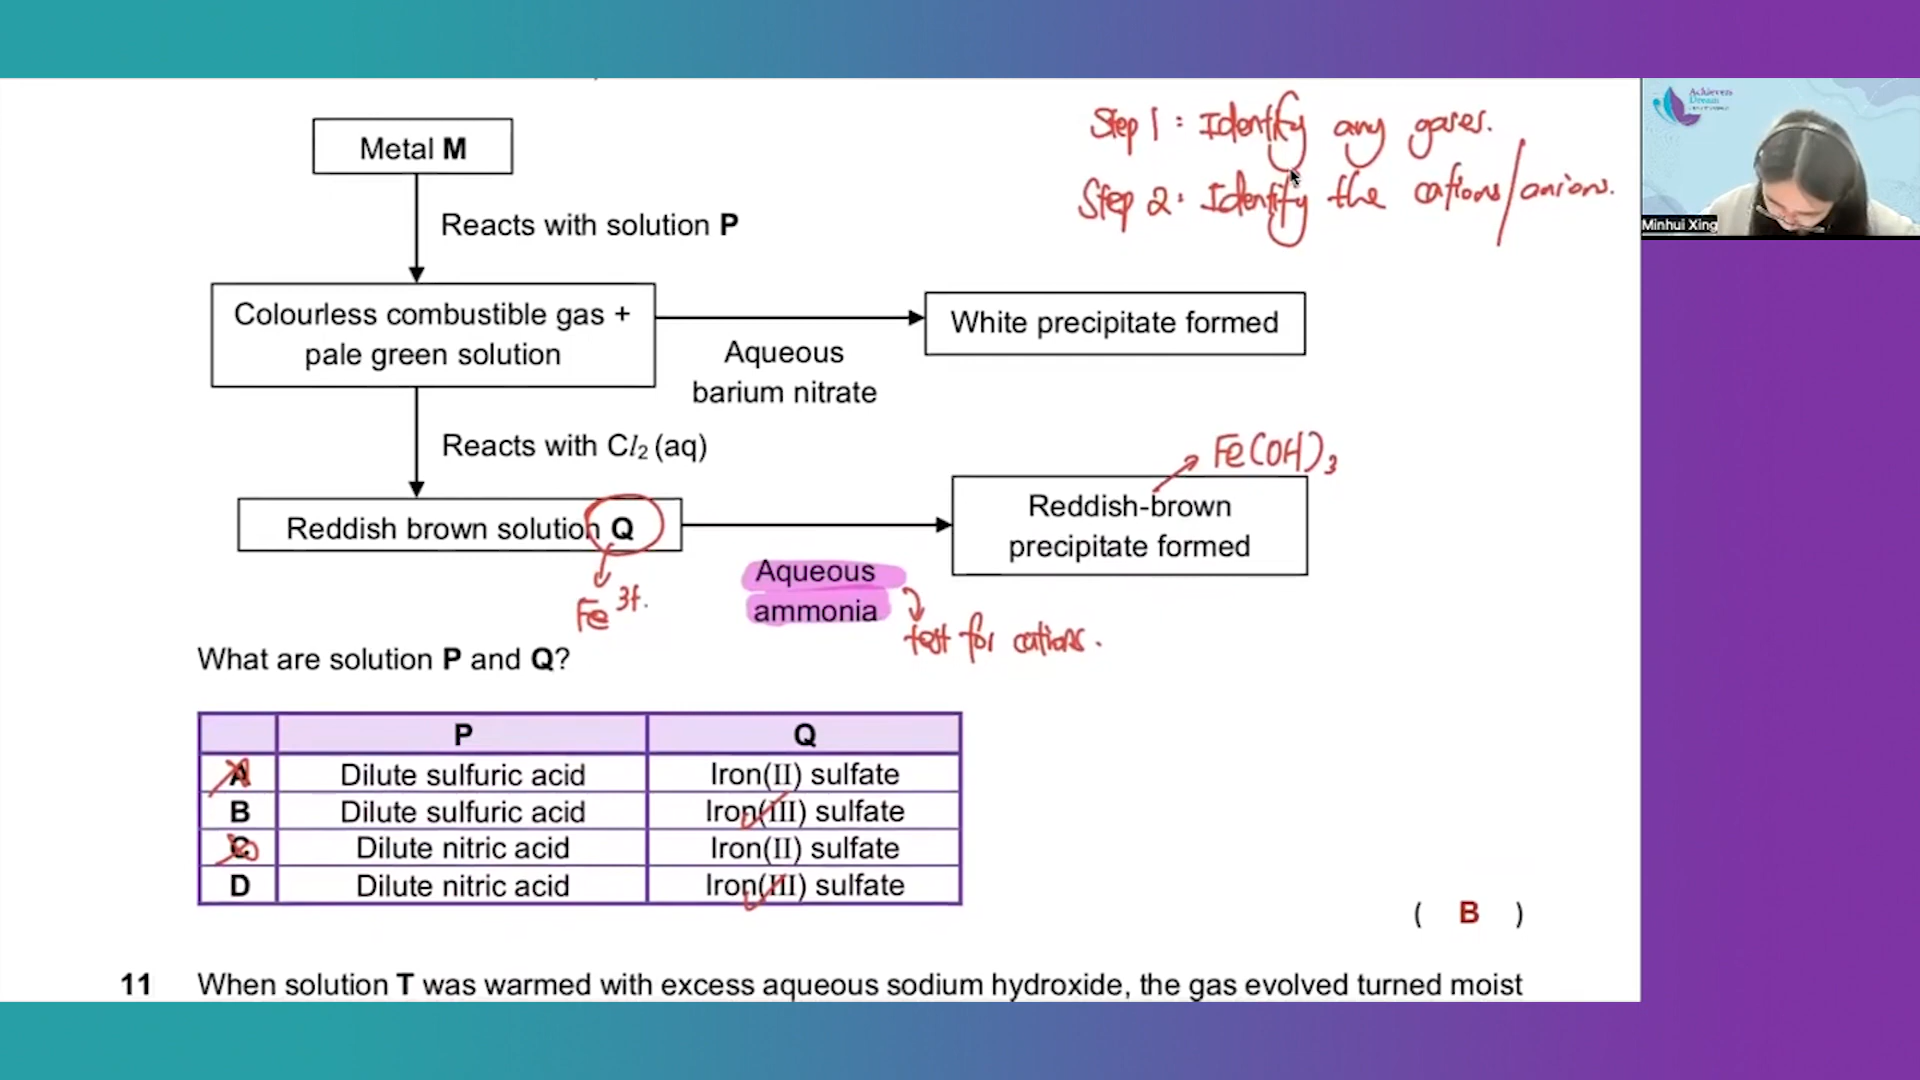 Step 1: Identify any gases.
Step 2: Identify the cations/anions.
Achievers
Dream
Minhui Xing
Metal M
Reacts with solution P
Colourless combustible gas +
pale green solution
Aqueous
barium nitrate
White precipitate formed
Reacts with Cl2 (aq)
Fe(OH)3
Reddish brown solution Q
Reddish-brown
precipitate formed
Aqueous
ammonia
Fe3+.
test for cations.
What are solution P and Q?
P Q
A Dilute sulfuric acid Iron(II) sulfate
B Dilute sulfuric acid Iron(III) sulfate
C Dilute nitric acid Iron(II) sulfate
D Dilute nitric acid Iron(III) sulfate
( B )
11 When solution T was warmed with excess aqueous sodium hydroxide, the gas evolved turned moist